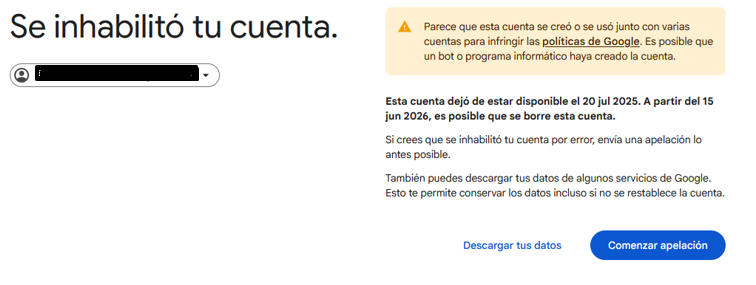 Se inhabilitó tu cuenta.
Parece que esta cuenta se creó o se usó junto con varias
cuentas para infringir las políticas de Google. Es posible que
un bot o programa informático haya creado la cuenta.
Esta cuenta dejó de estar disponible el 20 jul 2025. A partir del 15
jun 2026, es posible que se borre esta cuenta.
Si crees que se inhabilitó tu cuenta por error, envía una apelación lo
antes posible.
También puedes descargar tus datos de algunos servicios de Google.
Esto te permite conservar los datos incluso si no se restablece la cuenta.
Descargar tus datos
Comenzar apelación